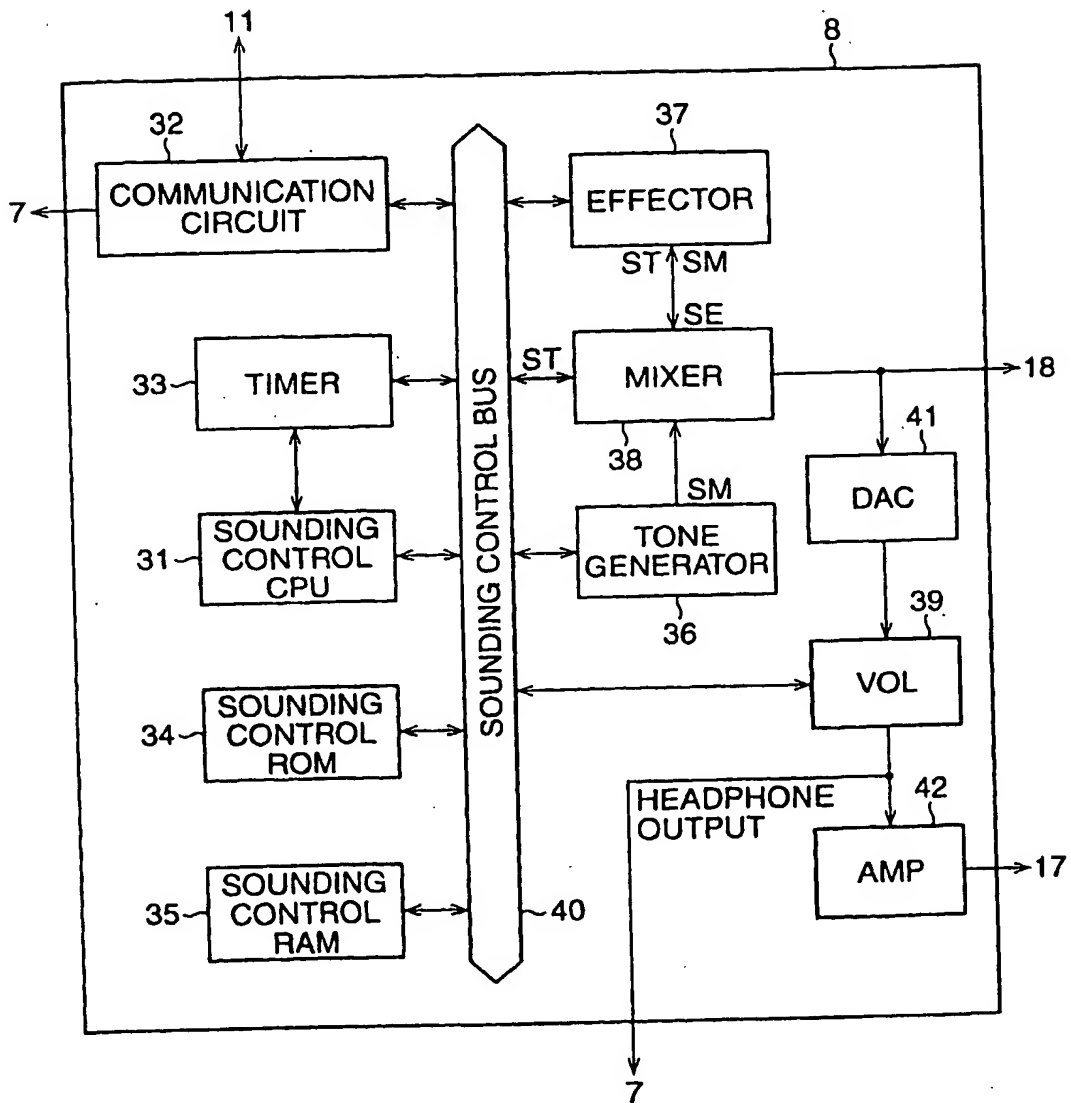 11
8
32
COMMUNICATION
CIRCUIT
7
37
EFFECTOR
ST
SM
SE
33
TIMER
ST
MIXER
38
18
41
DAC
SOUNDING CONTROL BUS
SM
31
SOUNDING
CONTROL
CPU
TONE
GENERATOR
36
39
VOL
34
SOUNDING
CONTROL
ROM
HEADPHONE
OUTPUT
42
AMP
17
35
SOUNDING
CONTROL
RAM
40
7